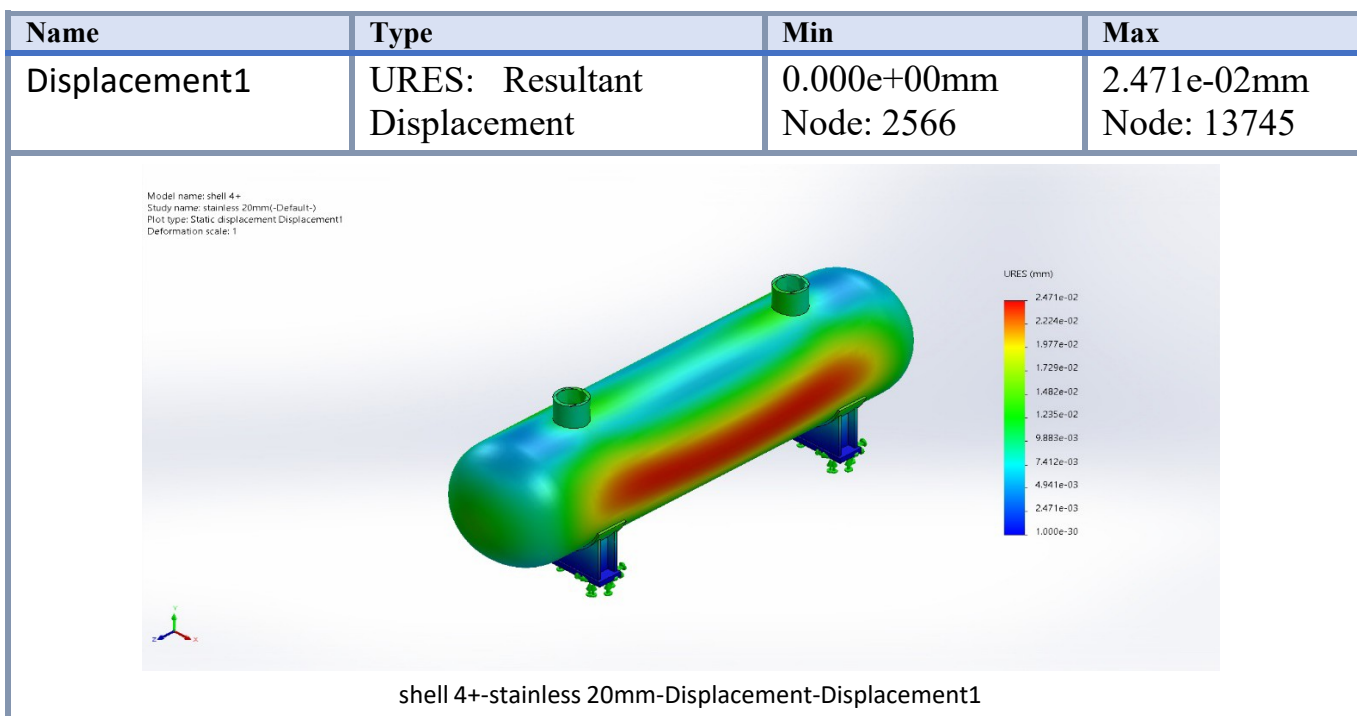 Name Type Min Max
Displacement1 URES: Resultant 0.000e+00mm 2.471e-02mm
Displacement Node: 2566 Node: 13745
Model name: shell 4+
Study name: stainless 20mm(-Default-)
Plot type: Static displacement Displacement1
Deformation scale: 1
URES (mm)
2.471e-02
2.224e-02
1.977e-02
1.729e-02
1.482e-02
1.235e-02
9.883e-03
7.412e-03
4.941e-03
2.471e-03
1.000e-30
Y
Z X
shell 4+-stainless 20mm-Displacement-Displacement1